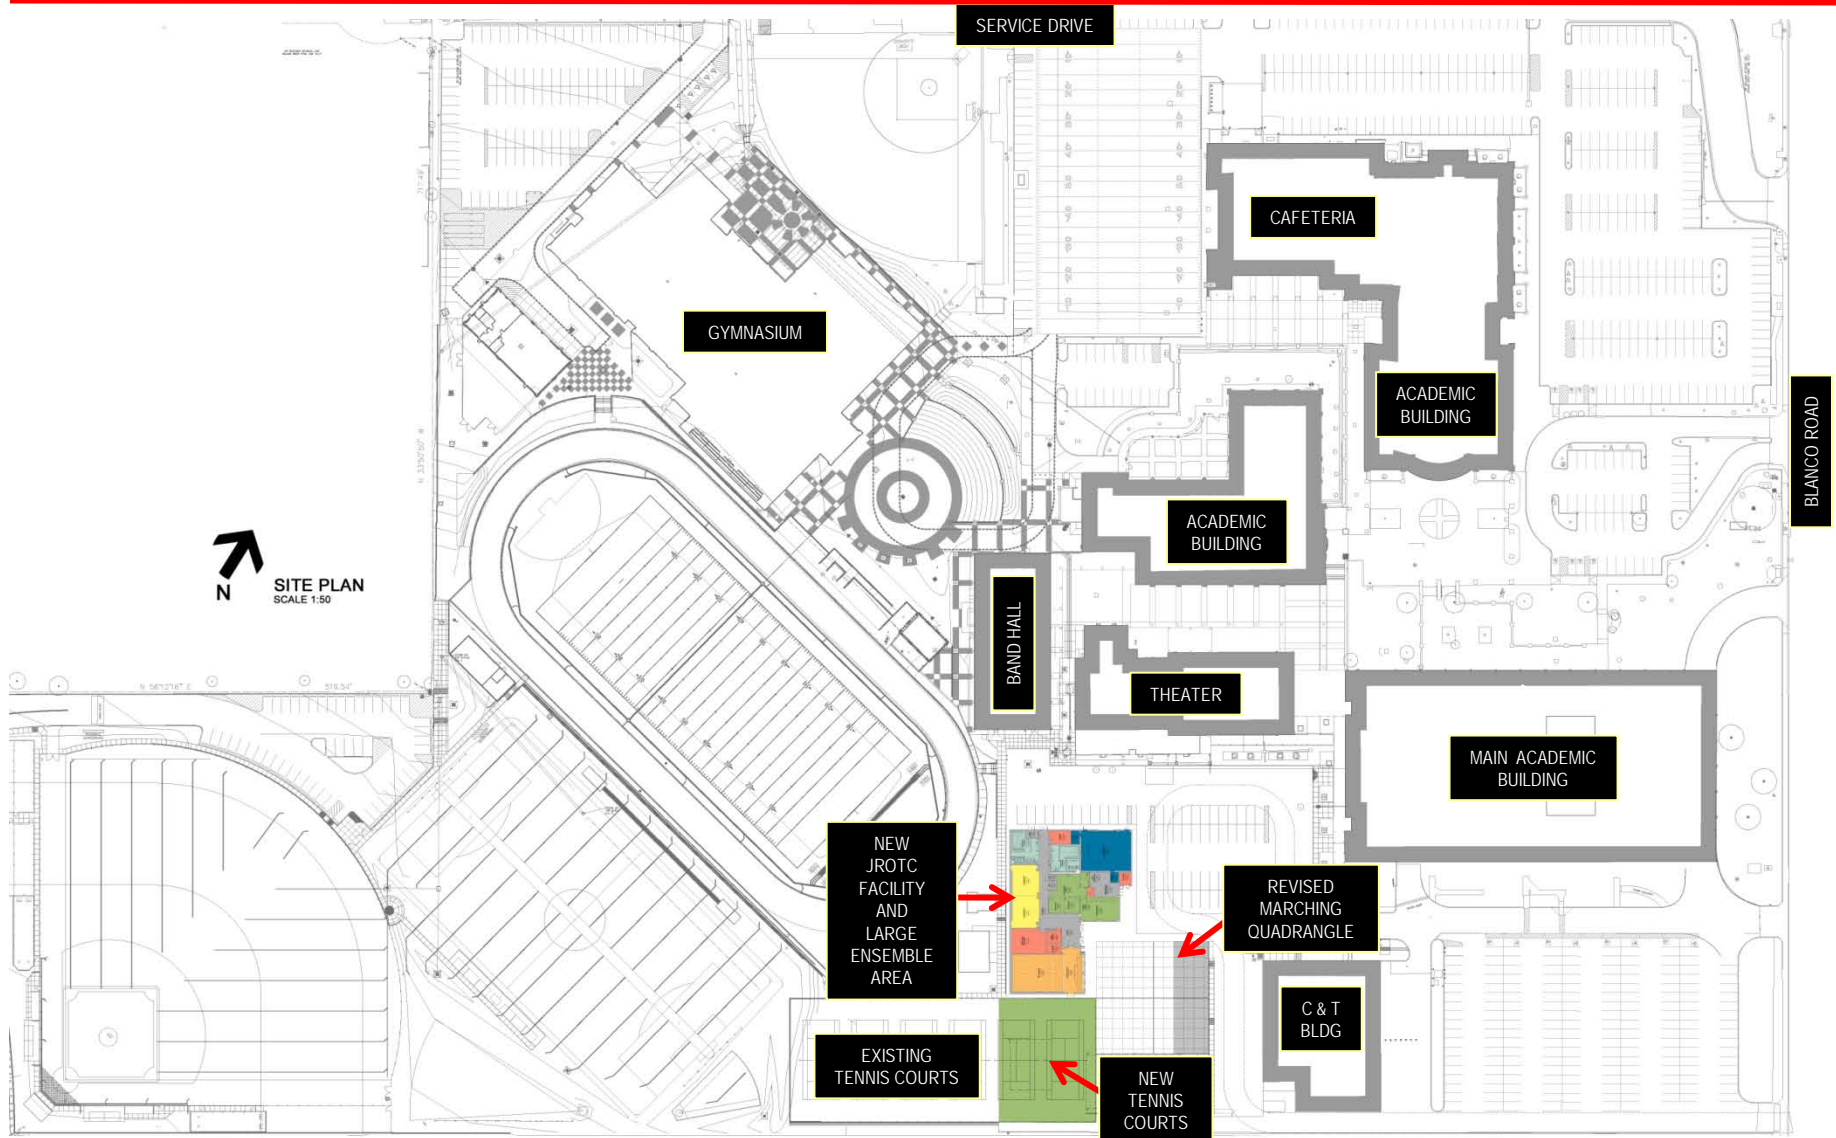 SERVICE DRIVE
CAFETERIA
GYMNASIUM
ACADEMIC
BUILDING
BLANCO ROAD
ACADEMIC
BUILDING
N
SITE PLAN
SCALE 1:50
BAND HALL
THEATER
MAIN ACADEMIC
BUILDING
NEW
JROTC
FACILITY
AND
LARGE
ENSEMBLE
AREA
REVISED
MARCHING
QUADRANGLE
C & T
BLDG
EXISTING
TENNIS COURTS
NEW
TENNIS
COURTS